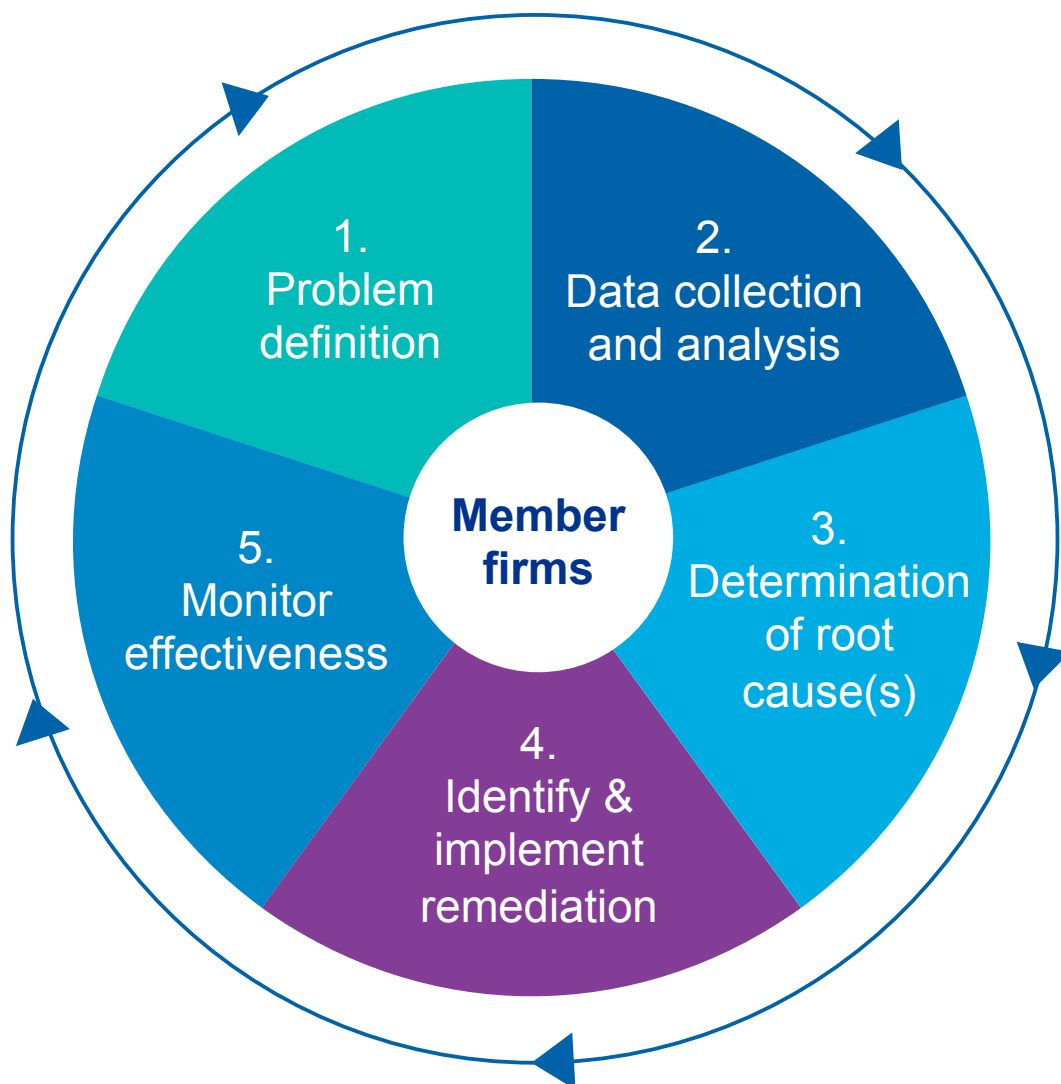 1.
Problem
definition
2.
Data collection
and analysis
3.
Determination
of root
cause(s)
4.
Identify &
implement
remediation
5.
Monitor
effectiveness
Member
firms